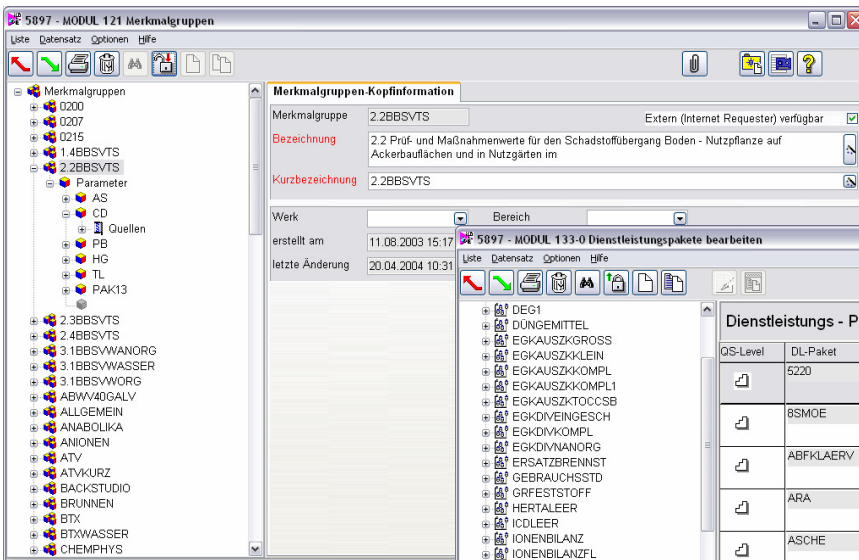 5897 - MODUL 121 Merkmalgruppen
Liste Datensatz Optionen Hilfe
Merkmalgruppen
0200
0207
0215
1.4BBSVTS
2.2BBSVTS
Parameter
AS
CD
Quellen
PB
HG
TL
PAK13
2.3BBSVTS
2.4BBSVTS
3.1BBSVWANORG
3.1BBSVWASSER
3.1BBSVWORG
ABWV40GALV
ALLGEMEIN
ANABOLIKA
ANIONEN
ATV
ATVKURZ
BACKSTUDIO
BRUNNEN
BTX
BTXWASSER
CHEMPHYS
Merkmalgruppen-Kopfinformation
Merkmalgruppe 2.2BBSVTS Extern (Internet Requester) verfügbar
Bezeichnung 2.2 Prüf- und Maßnahmenwerte für den Schadstoffübergang Boden - Nutzpflanze auf
Ackerbauflächen und in Nutzgärten im
Kurzbezeichnung 2.2BBSVTS
Werk Bereich
erstellt am 11.08.2003 15:17
letzte Änderung 20.04.2004 10:31
5897 - MODUL 133-0 Dienstleistungspakete bearbeiten
Liste Datensatz Optionen Hilfe
DEG1
DÜNGEMITTEL
EGKAUSZKGROSS
EGKAUSZKKLEIN
EGKAUSZKKOMPL
EGKAUSZKKOMPL1
EGKAUSZKTOCCSB
EGKDIVEINGESCH
EGKDIVKOMPL
EGKDIVNANORG
ERSATZBRENNST
GEBRAUCHSSTD
GRFESTSTOFF
HERTALEER
ICDLEER
IONENBILANZ
IONENBILANZFL
Dienstleistungs - P
QS-Level DL-Paket
5220
8SMOE
ABFKLAERV
ARA
ASCHE